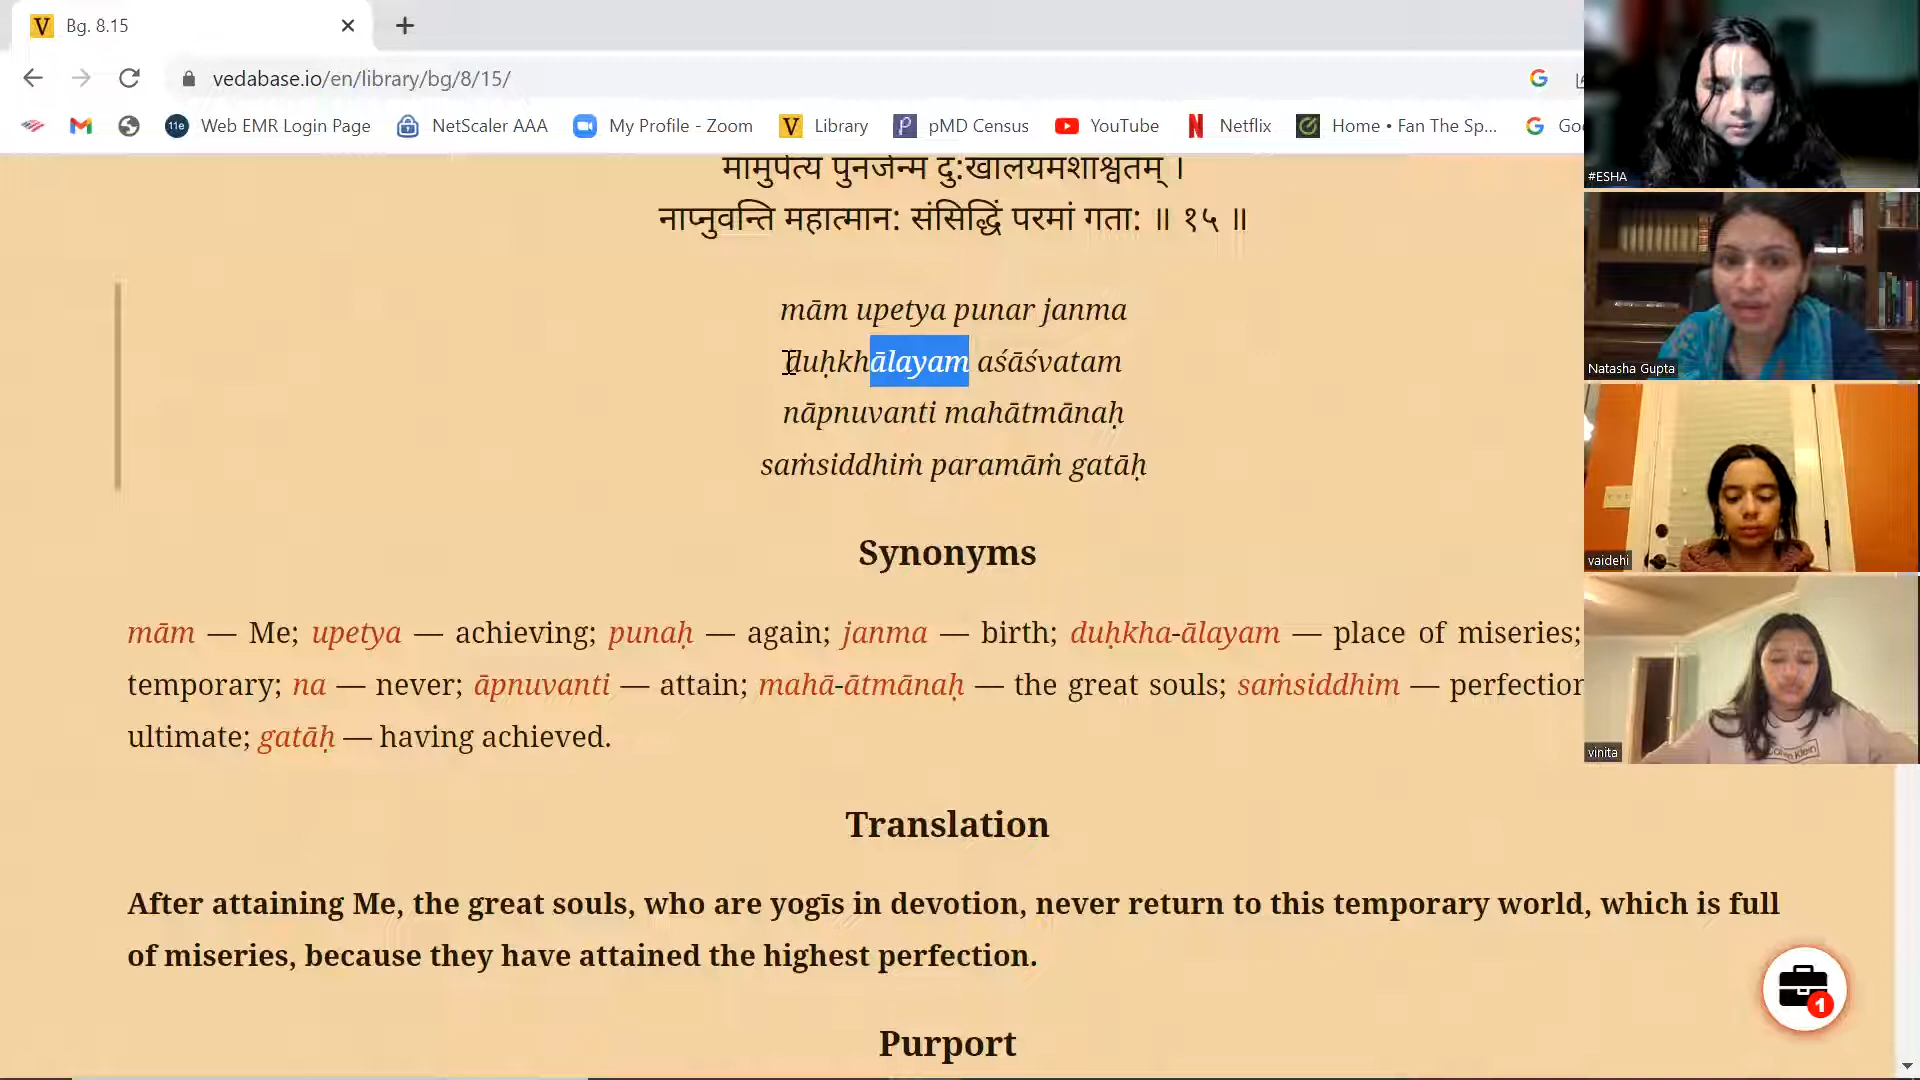 Bg. 8.15
vedabase.io/en/library/bg/8/15/
Web EMR Login Page NetScaler AAA My Profile - Zoom Library pMD Census YouTube Netflix Home • Fan The Sp... Goo
मामुपेत्य पुनर्जन्म दु:खालयमशाश्वतम् ।
नाप्‍नुवन्ति महात्मान: संसिद्धिं परमां गता: ॥ १५ ॥
mām upetya punar janma
duḥkhālayam aśāśvatam
nāpnuvanti mahātmānaḥ
saṁsiddhiṁ paramāṁ gatāḥ
Synonyms
mām — Me; upetya — achieving; punaḥ — again; janma — birth; duḥkha-ālayam — place of miseries;
temporary; na — never; āpnuvanti — attain; mahā-ātmānaḥ — the great souls; saṁsiddhim — perfection
ultimate; gatāḥ — having achieved.
Translation
After attaining Me, the great souls, who are yogīs in devotion, never return to this temporary world, which is full
of miseries, because they have attained the highest perfection.
Purport
1
#ESHA
Natasha Gupta
vaidehi
vinita
Calvin Klein